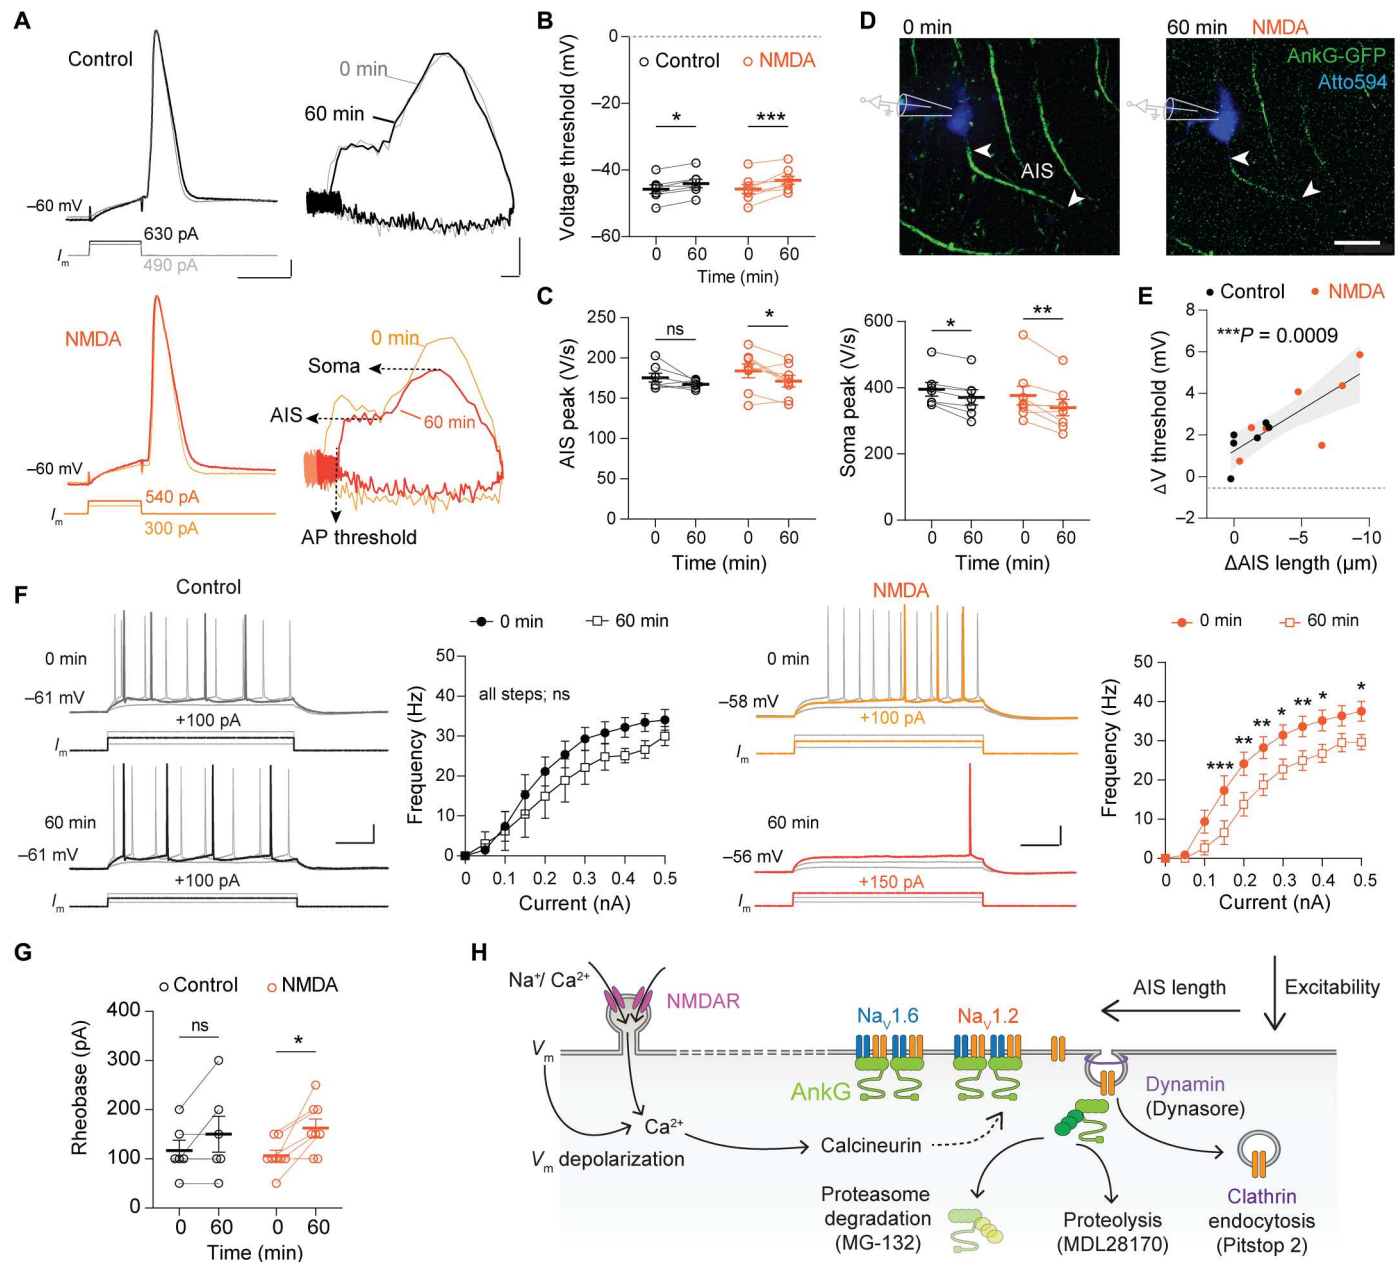 A
Control
0 min
60 min
–60 mV
630 pA
Im
490 pA
NMDA
0 min
Soma
AIS
60 min
–60 mV
540 pA
Im
300 pA
AP threshold
B
Voltage threshold (mV)
0
–20
–40
–60
Control
NMDA
*
***
0
60
0
60
Time (min)
C
AIS peak (V/s)
250
200
150
100
50
0
ns
*
0
60
0
60
Time (min)
Soma peak (V/s)
600
400
200
0
*
**
0
60
0
60
Time (min)
D
0 min
AIS
60 min
NMDA
AnkG-GFP
Atto594
E
Control
NMDA
***P = 0.0009
ΔV threshold (mV)
8
6
4
2
0
–2
0
–5
–10
ΔAIS length (μm)
F
Control
0 min
–61 mV
+100 pA
Im
60 min
–61 mV
+100 pA
Im
0 min
60 min
all steps; ns
Frequency (Hz)
50
40
30
20
10
0
0
0.1
0.2
0.3
0.4
0.5
Current (nA)
NMDA
0 min
–58 mV
+100 pA
Im
60 min
–56 mV
+150 pA
Im
0 min
60 min
Frequency (Hz)
50
40
30
20
10
0
***
**
**
*
**
*
*
0
0.1
0.2
0.3
0.4
0.5
Current (nA)
G
Control
NMDA
Rheobase (pA)
400
300
200
100
0
ns
*
0
60
0
60
Time (min)
H
Na⁺/ Ca²⁺
NMDAR
Vm
Ca²⁺
Vm depolarization
Calcineurin
NaV1.6
NaV1.2
AnkG
AIS length
Excitability
Dynamin
(Dynasore)
Proteasome
degradation
(MG-132)
Proteolysis
(MDL28170)
Clathrin
endocytosis
(Pitstop 2)